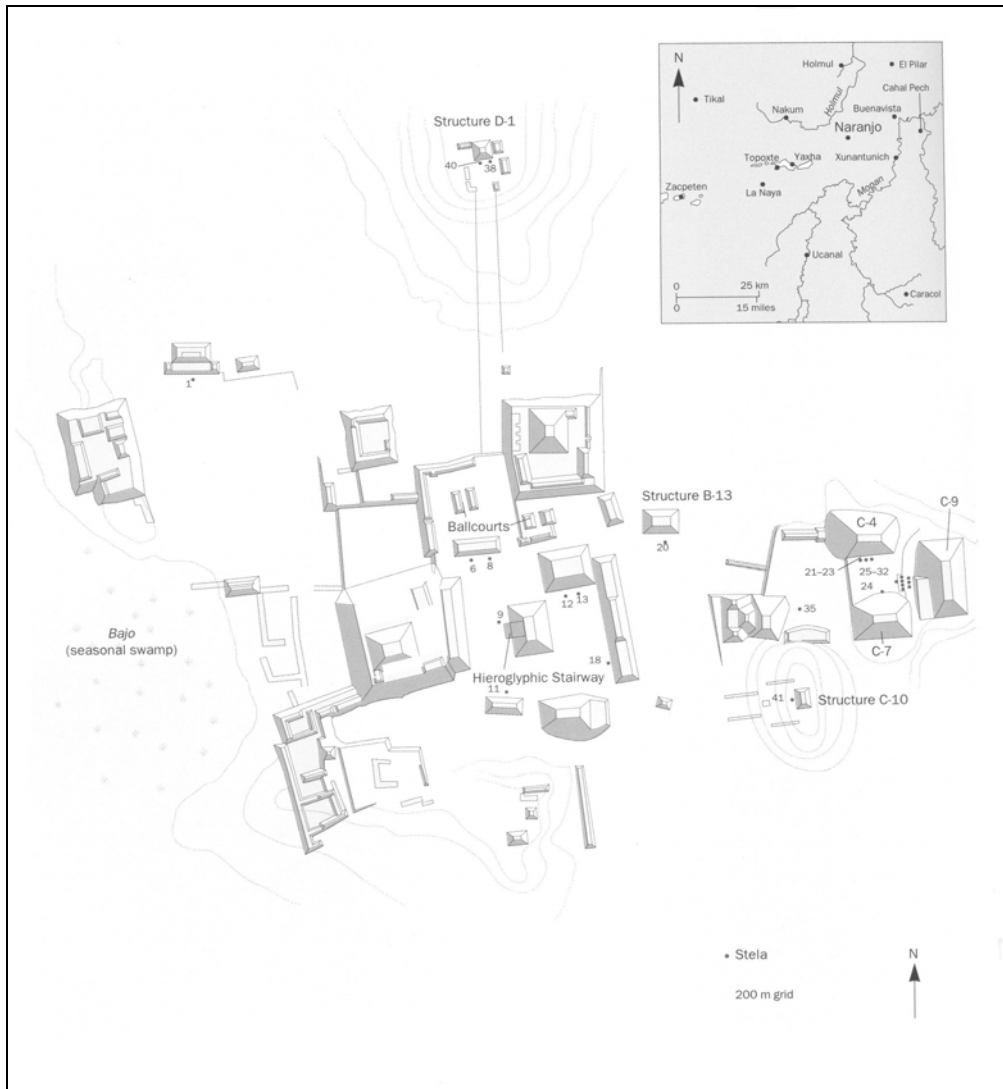 N
Holmul
El Pilar
Cahal Pech
Tikal
Nakum
Holmul
Buenavista
Naranjo
Topoxte
Yaxha
Xunantunich
Zacpeten
La Naya
Mopan
Ucanal
0 25 km
0 15 miles
Caracol
Structure D-1
40
38
1
Structure B-13
20
Ballcourts
6
8
C-9
C-4
21–23
25–32
24
35
C-7
12
13
9
18
Hieroglyphic Stairway
11
Bajo
(seasonal swamp)
41
Structure C-10
• Stela
200 m grid
N